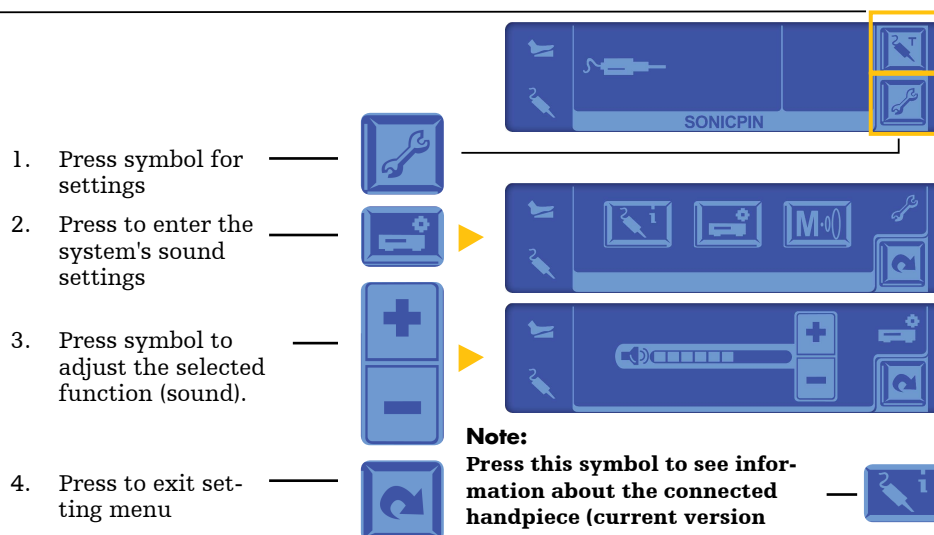 T
SONICPIN
1. Press symbol for
settings
2. Press to enter the
system's sound
settings
i
M
3. Press symbol to
adjust the selected
function (sound).
4. Press to exit set-
ting menu
Note:
Press this symbol to see infor-
mation about the connected
handpiece (current version
i